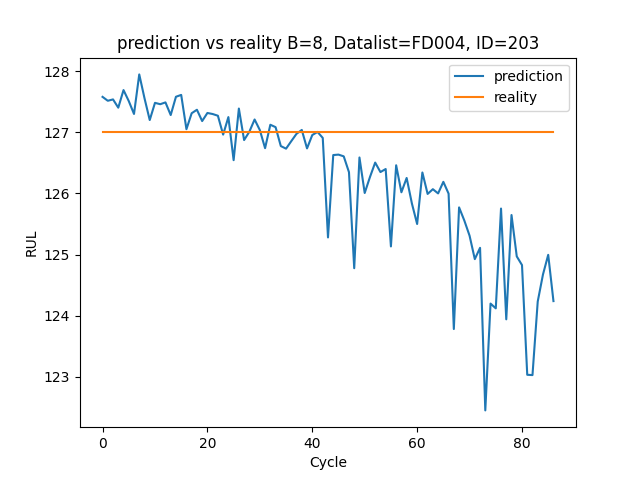 prediction vs reality B=8, Datalist=FD004, ID=203
prediction
reality
RUL
128
127
126
125
124
123
0 20 40 60 80
Cycle